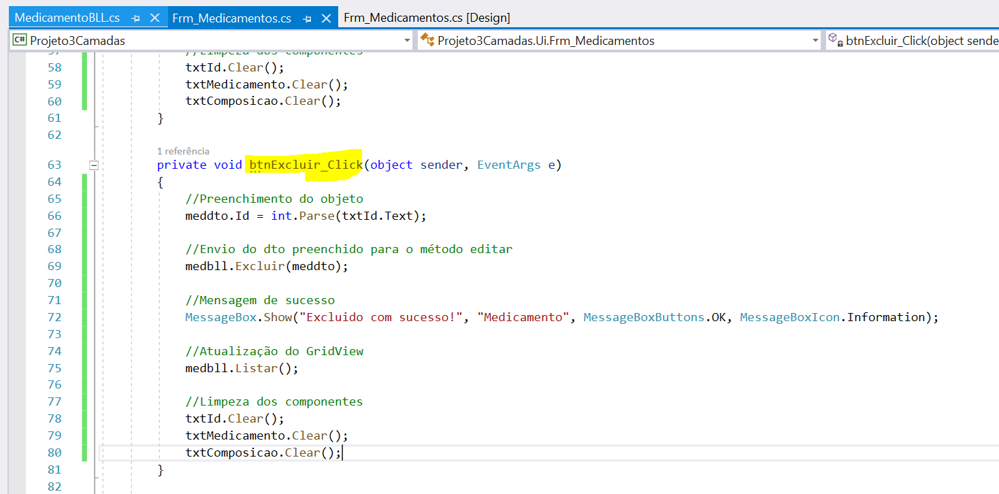 MedicamentoBLL.cs Frm_Medicamentos.cs Frm_Medicamentos.cs [Design]
C# Projeto3Camadas Projeto3Camadas.Ui.Frm_Medicamentos btnExcluir_Click(object sende
57 //Limpeza dos componentes
58 txtId.Clear();
59 txtMedicamento.Clear();
60 txtComposicao.Clear();
61 }
62
1 referência
63 private void btnExcluir_Click(object sender, EventArgs e)
64 {
65 //Preenchimento do objeto
66 meddto.Id = int.Parse(txtId.Text);
67
68 //Envio do dto preenchido para o método editar
69 medbll.Excluir(meddto);
70
71 //Mensagem de sucesso
72 MessageBox.Show("Excluido com sucesso!", "Medicamento", MessageBoxButtons.OK, MessageBoxIcon.Information);
73
74 //Atualização do GridView
75 medbll.Listar();
76
77 //Limpeza dos componentes
78 txtId.Clear();
79 txtMedicamento.Clear();
80 txtComposicao.Clear();
81 }
82